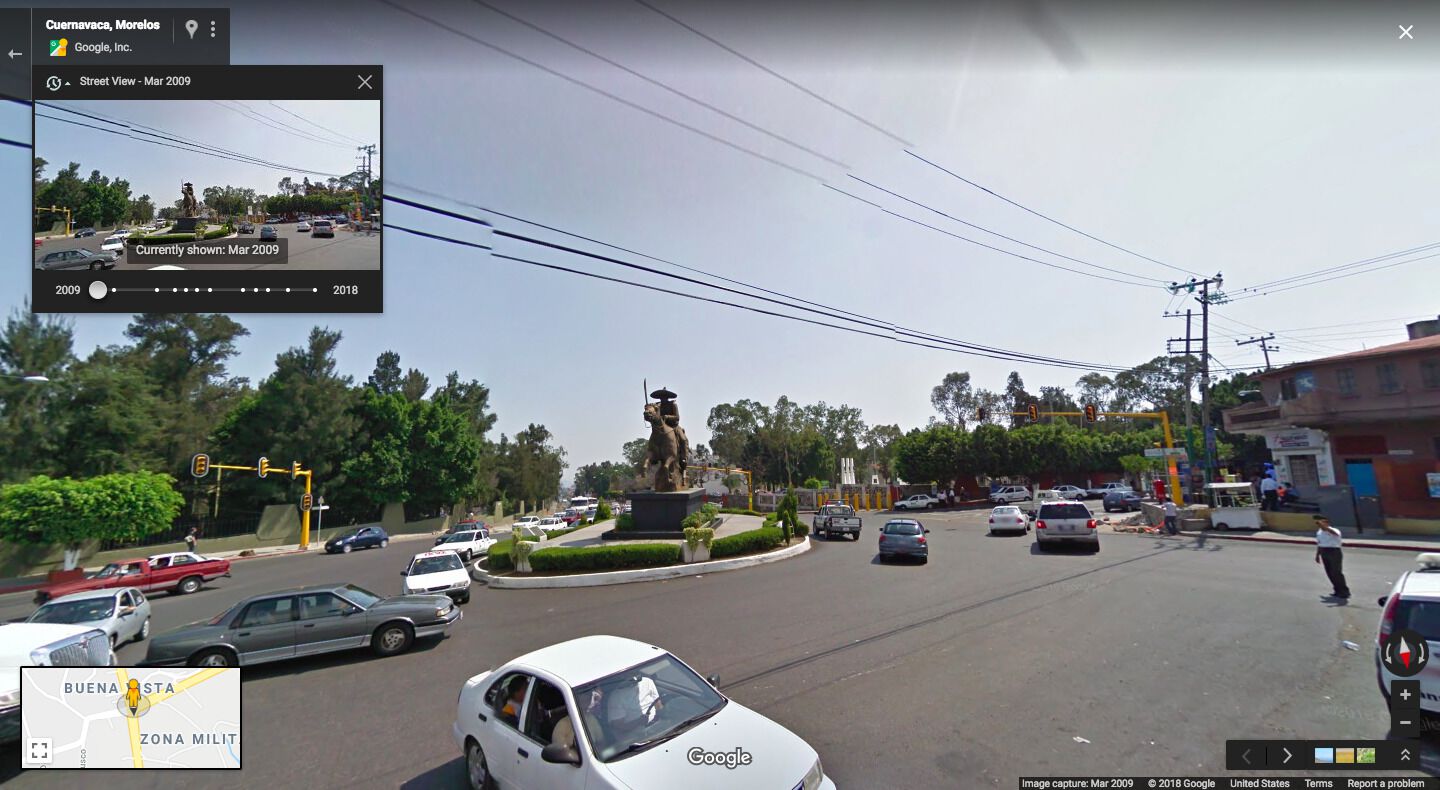 Cuernavaca, Morelos
Google, Inc.
Street View - Mar 2009
Currently shown: Mar 2009
2009
2018
BUENA VISTA
ZONA MILIT
Google
Image capture: Mar 2009 © 2018 Google United States Terms Report a problem